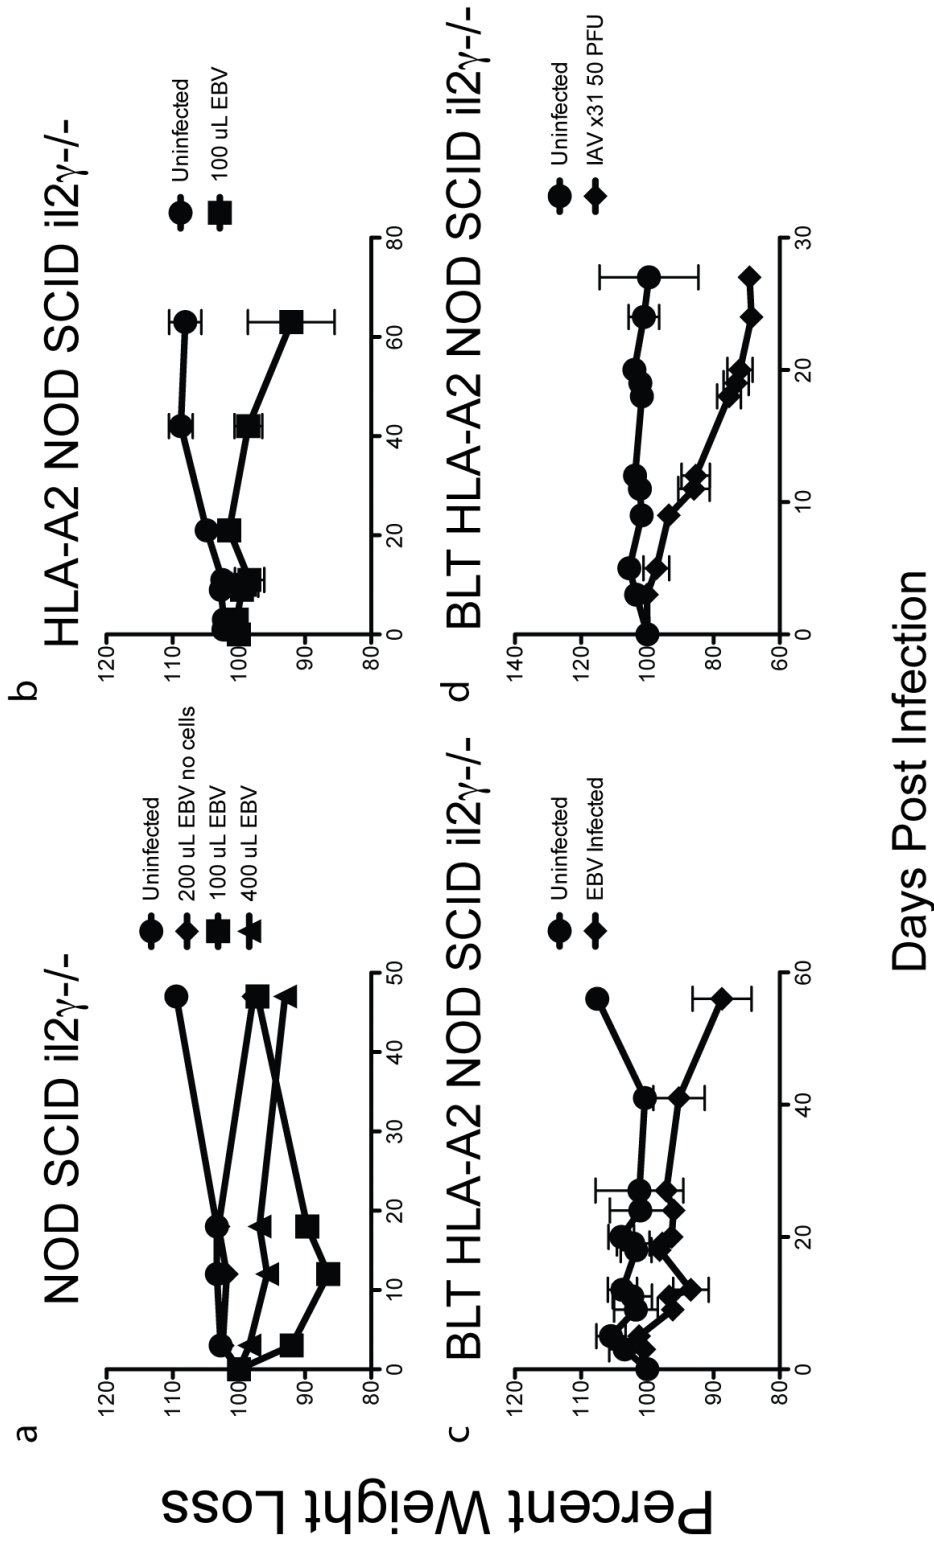 a
NOD SCID il2γ-/-
120
110
100
90
80
0
10
20
30
40
50
Uninfected
200 uL EBV no cells
100 uL EBV
400 uL EBV
b
HLA-A2 NOD SCID il2γ-/-
120
110
100
90
80
0
20
40
60
80
Uninfected
100 uL EBV
c
BLT HLA-A2 NOD SCID il2γ-/-
120
110
100
90
80
0
20
40
60
Uninfected
EBV Infected
d
BLT HLA-A2 NOD SCID il2γ-/-
140
120
100
80
60
0
10
20
30
Uninfected
IAV x31 50 PFU
Percent Weight Loss
Days Post Infection